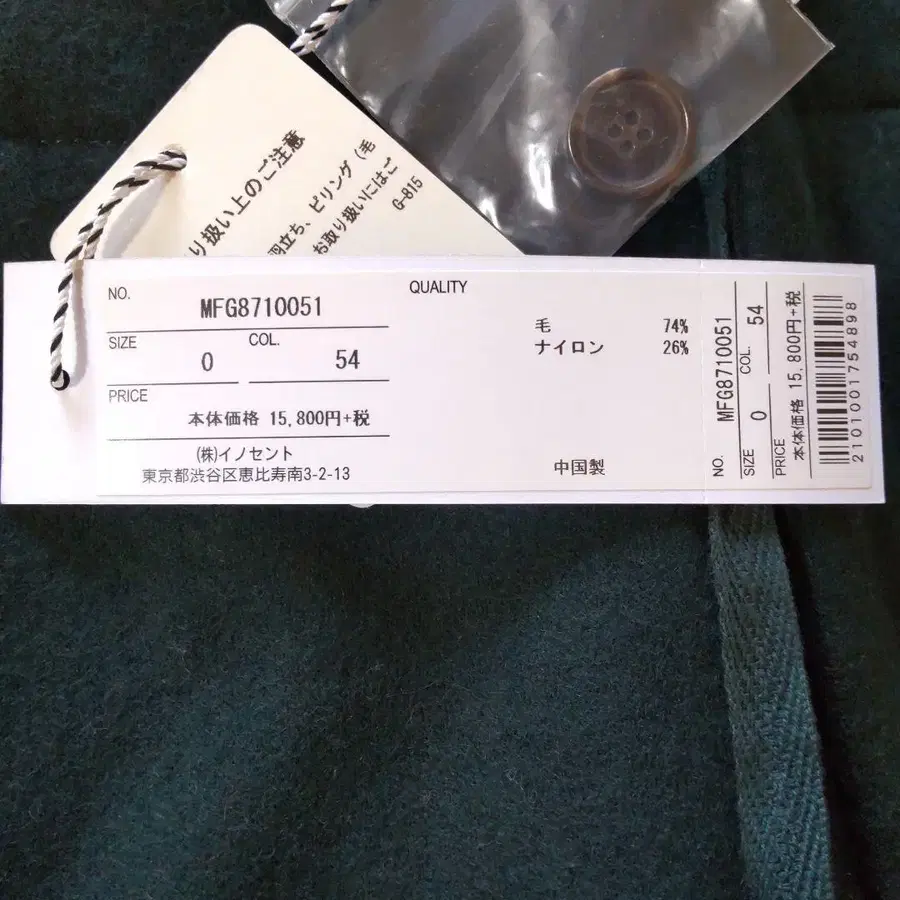 り扱い上のご注意
羽立ち、ピリング（毛
お取り扱いにはご
G-815
NO.
MFG8710051
SIZE
0
COL.
54
PRICE
本体価格 15,800円+税
(株)イノセント
東京都渋谷区恵比寿南3-2-13
QUALITY
毛 74%
ナイロン 26%
中国製
NO. MFG8710051
SIZE 0 COL. 54
PRICE 本体価格 15,800円+税
2101001754898